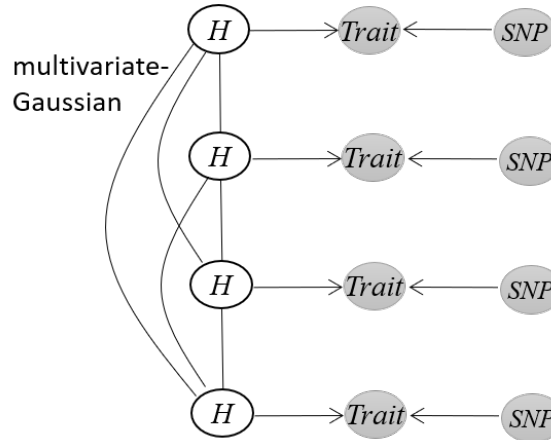 H Trait SNP
multivariate-
Gaussian
H Trait SNP
H Trait SNP
H Trait SNP